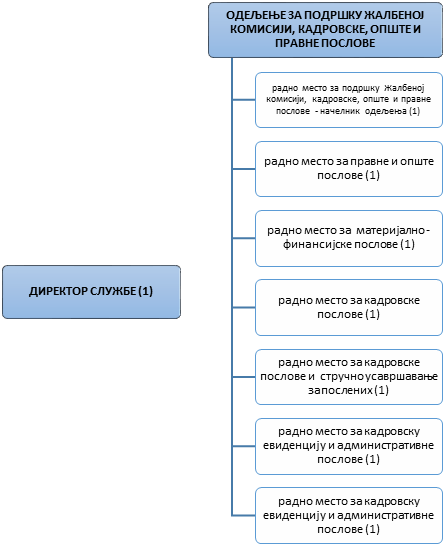 ОДЕЉЕЊЕ ЗА ПОДРШКУ ЖАЛБЕНОЈ
КОМИСИЈИ, КАДРОВСКЕ, ОПШТЕ И
ПРАВНЕ ПОСЛОВЕ
радно место за подршку Жалбеној
комисији, кадровске, опште и правне
послове - начелник одељења (1)
радно место за правне и опште
послове (1)
радно место за материјално-
финансијске послове (1)
ДИРЕКТОР СЛУЖБЕ (1)
радно место за кадровске
послове (1)
радно место за кадровске
послове и стручно усавршавање
запослених (1)
радно место за кадровску
евиденцију и административне
послове (1)
радно место за кадровску
евиденцију и административне
послове (1)